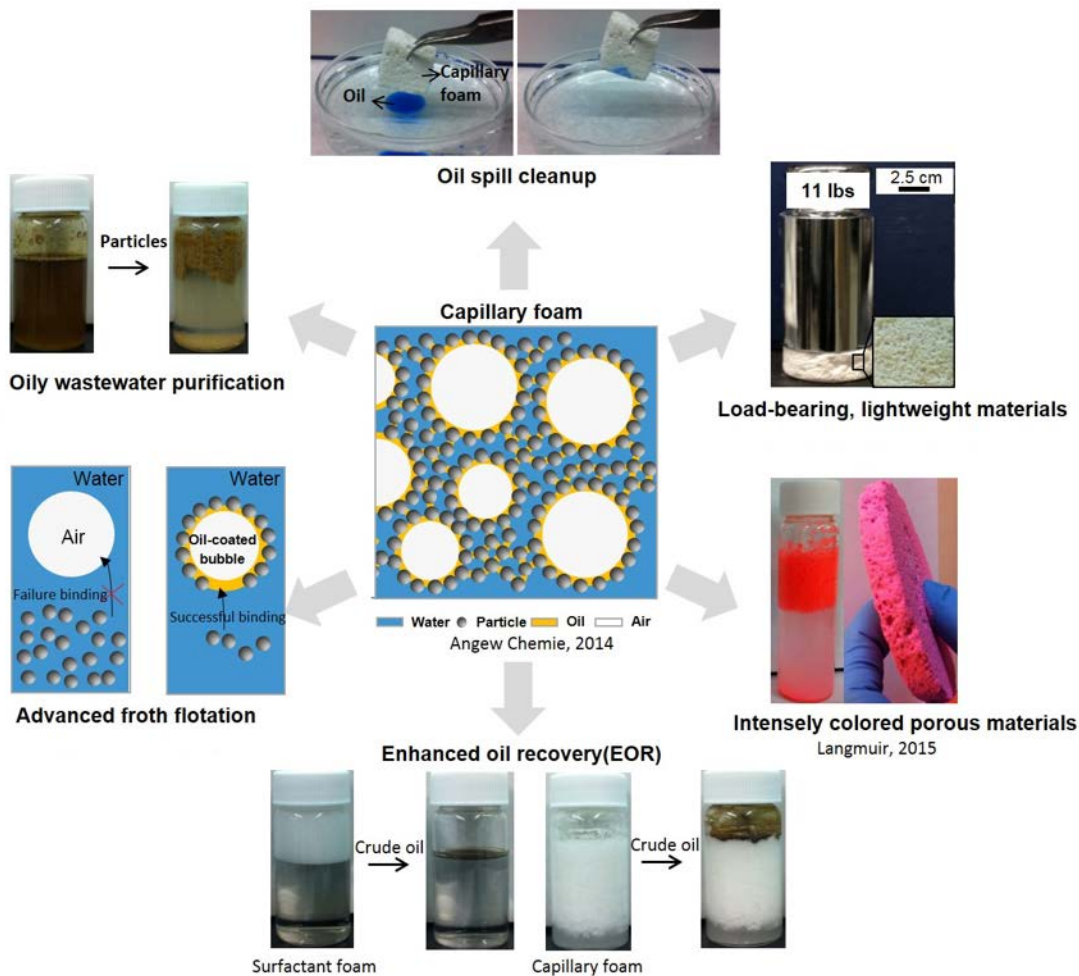 Oil
Capillary
foam
Oil spill cleanup
Particles
Oily wastewater purification
11 lbs
2.5 cm
Load-bearing, lightweight materials
Capillary foam
Water Particle Oil Air
Angew Chemie, 2014
Water
Air
Failure binding
Water
Oil-coated
bubble
Successful binding
Advanced froth flotation
Intensely colored porous materials
Langmuir, 2015
Enhanced oil recovery(EOR)
Crude oil
Crude oil
Surfactant foam
Capillary foam